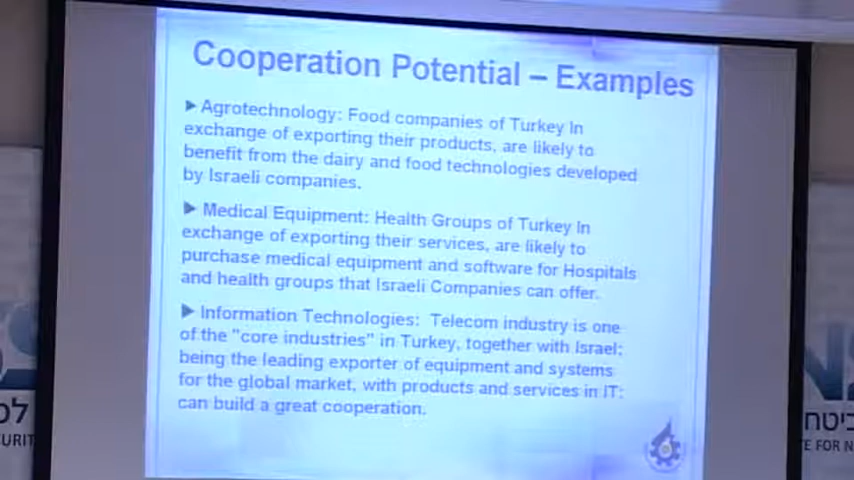 Cooperation Potential – Examples
► Agrotechnology: Food companies of Turkey In
exchange of exporting their products, are likely to
benefit from the dairy and food technologies developed
by Israeli companies.
► Medical Equipment: Health Groups of Turkey In
exchange of exporting their services, are likely to
purchase medical equipment and software for Hospitals
and health groups that Israeli Companies can offer.
► Information Technologies: Telecom industry is one
of the "core industries" in Turkey, together with Israel;
being the leading exporter of equipment and systems
for the global market, with products and services in IT:
can build a great cooperation.
E FOR N